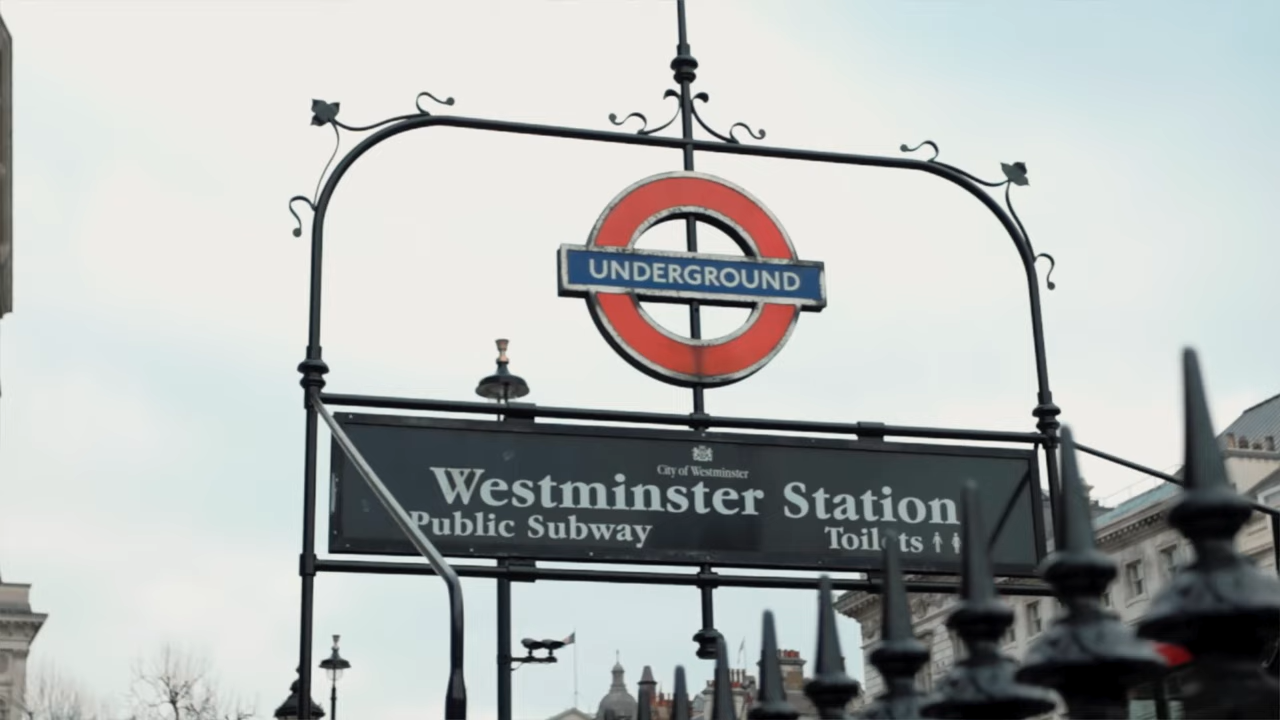 UNDERGROUND
City of Westminster
Westminster Station
Public Subway Toilets